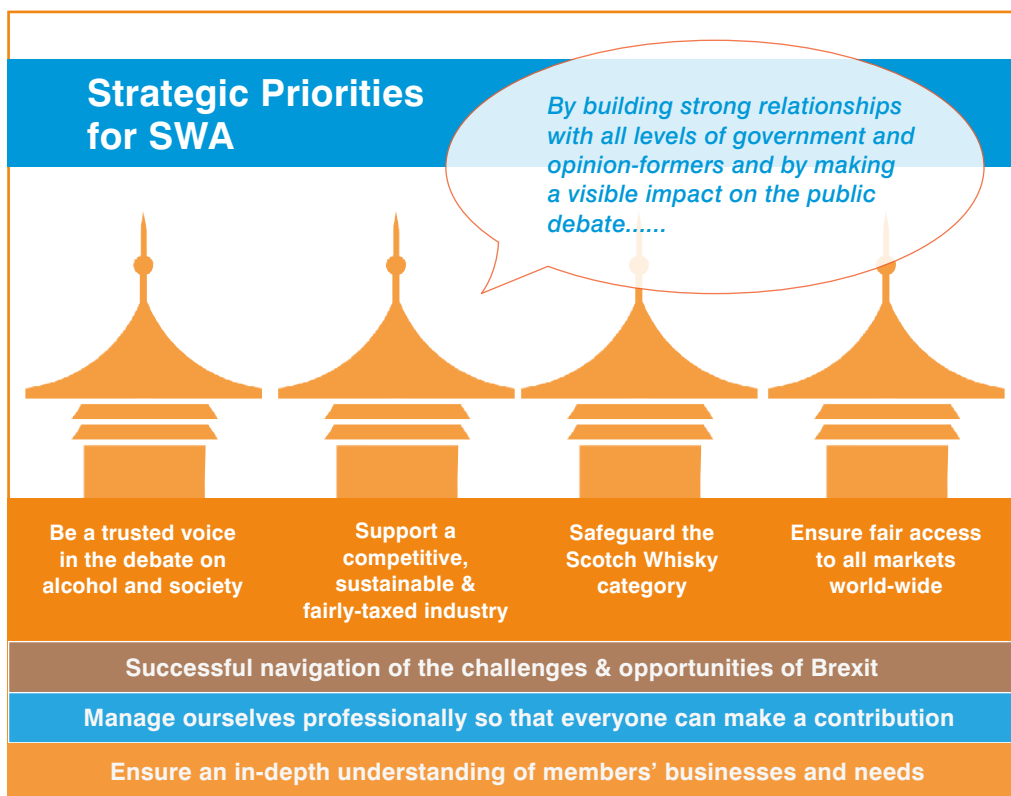 Strategic Priorities
for SWA
By building strong relationships
with all levels of government and
opinion-formers and by making
a visible impact on the public
debate......
Be a trusted voice
in the debate on
alcohol and society
Support a
competitive,
sustainable &
fairly-taxed industry
Safeguard the
Scotch Whisky
category
Ensure fair access
to all markets
world-wide
Successful navigation of the challenges & opportunities of Brexit
Manage ourselves professionally so that everyone can make a contribution
Ensure an in-depth understanding of members’ businesses and needs